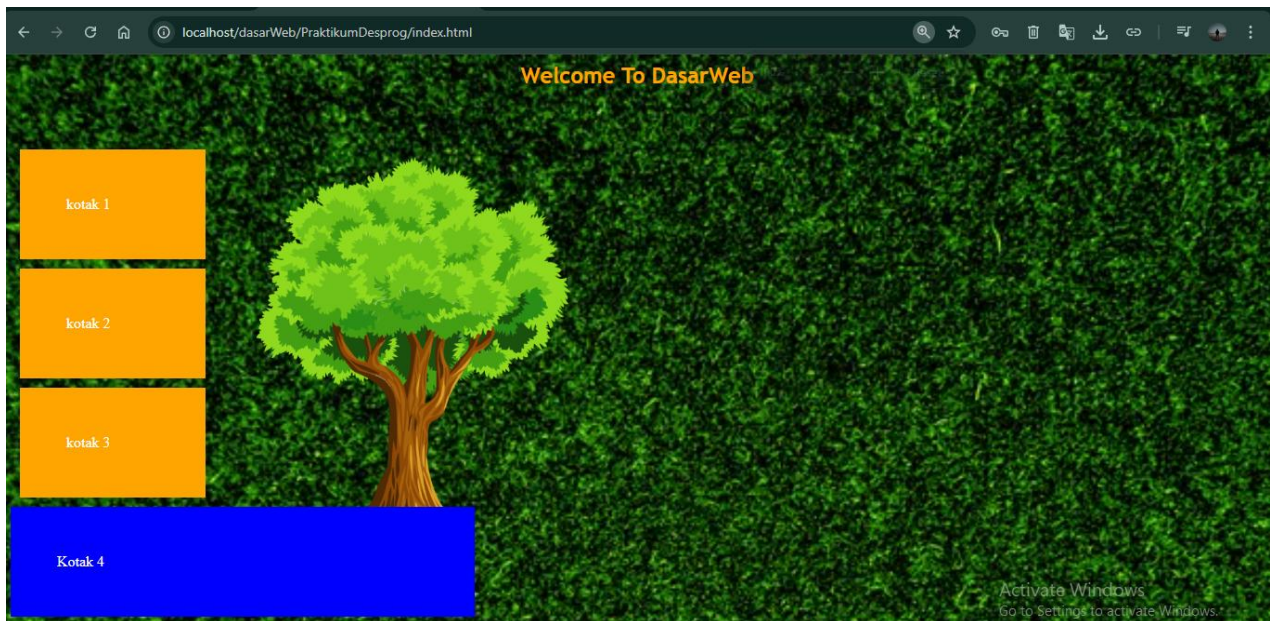 localhost/dasarWeb/PraktikumDesprog/index.html
Welcome To DasarWeb
kotak 1
kotak 2
kotak 3
Kotak 4
Activate Windows
Go to Settings to activate Windows.